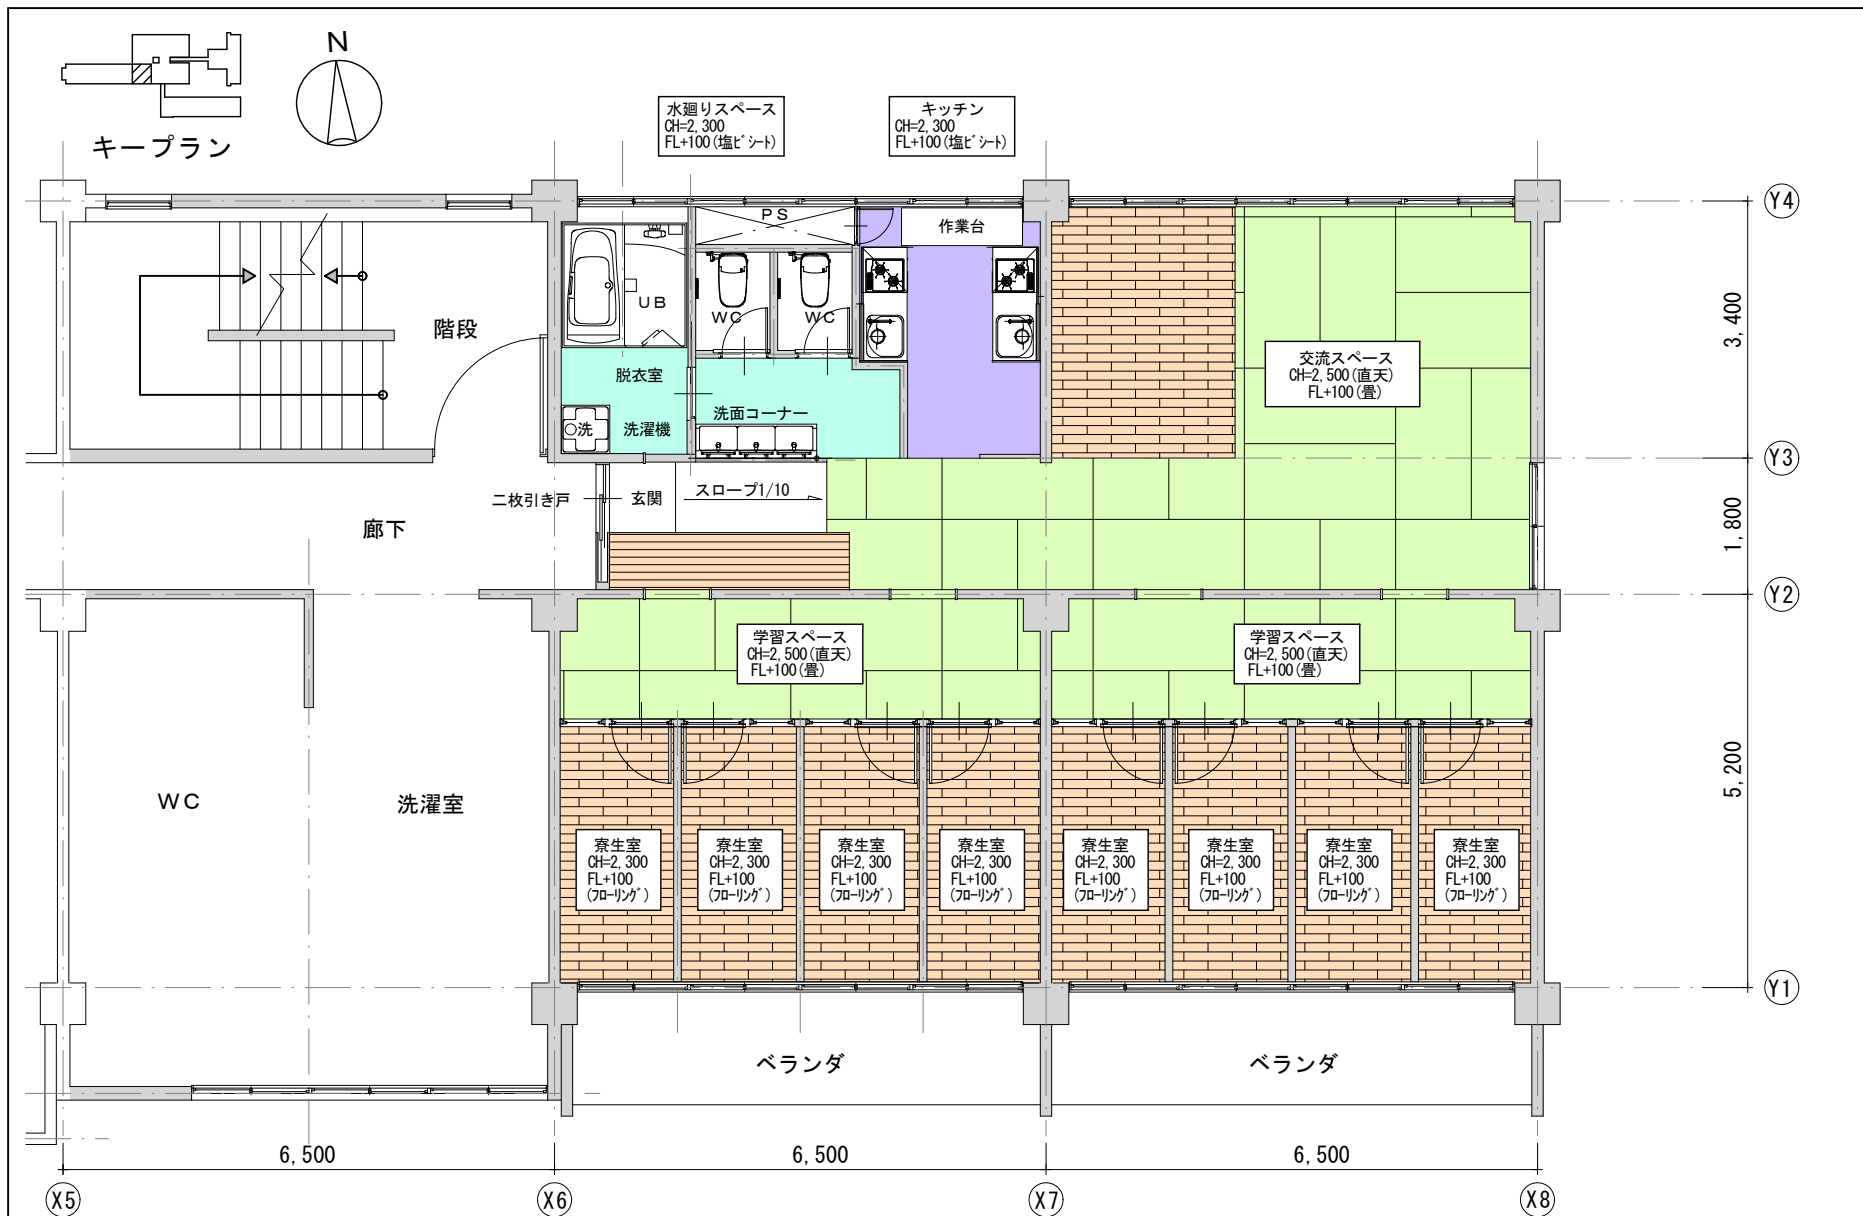 キープラン
N
水廻りスペース
CH=2,300
FL+100(塩ビシート)
キッチン
CH=2,300
FL+100(塩ビシート)
Y4
PS
作業台
UB
WC
WC
階段
3,400
交流スペース
CH=2,500(直天)
FL+100(畳)
脱衣室
洗面コーナー
洗
洗濯機
Y3
二枚引き戸
玄関
スロープ1/10
廊下
1,800
Y2
学習スペース
CH=2,500(直天)
FL+100(畳)
学習スペース
CH=2,500(直天)
FL+100(畳)
5,200
WC
洗濯室
寮生室
CH=2,300
FL+100
(フローリング)
寮生室
CH=2,300
FL+100
(フローリング)
寮生室
CH=2,300
FL+100
(フローリング)
寮生室
CH=2,300
FL+100
(フローリング)
寮生室
CH=2,300
FL+100
(フローリング)
寮生室
CH=2,300
FL+100
(フローリング)
寮生室
CH=2,300
FL+100
(フローリング)
寮生室
CH=2,300
FL+100
(フローリング)
Y1
ベランダ
ベランダ
6,500
6,500
6,500
X5
X6
X7
X8